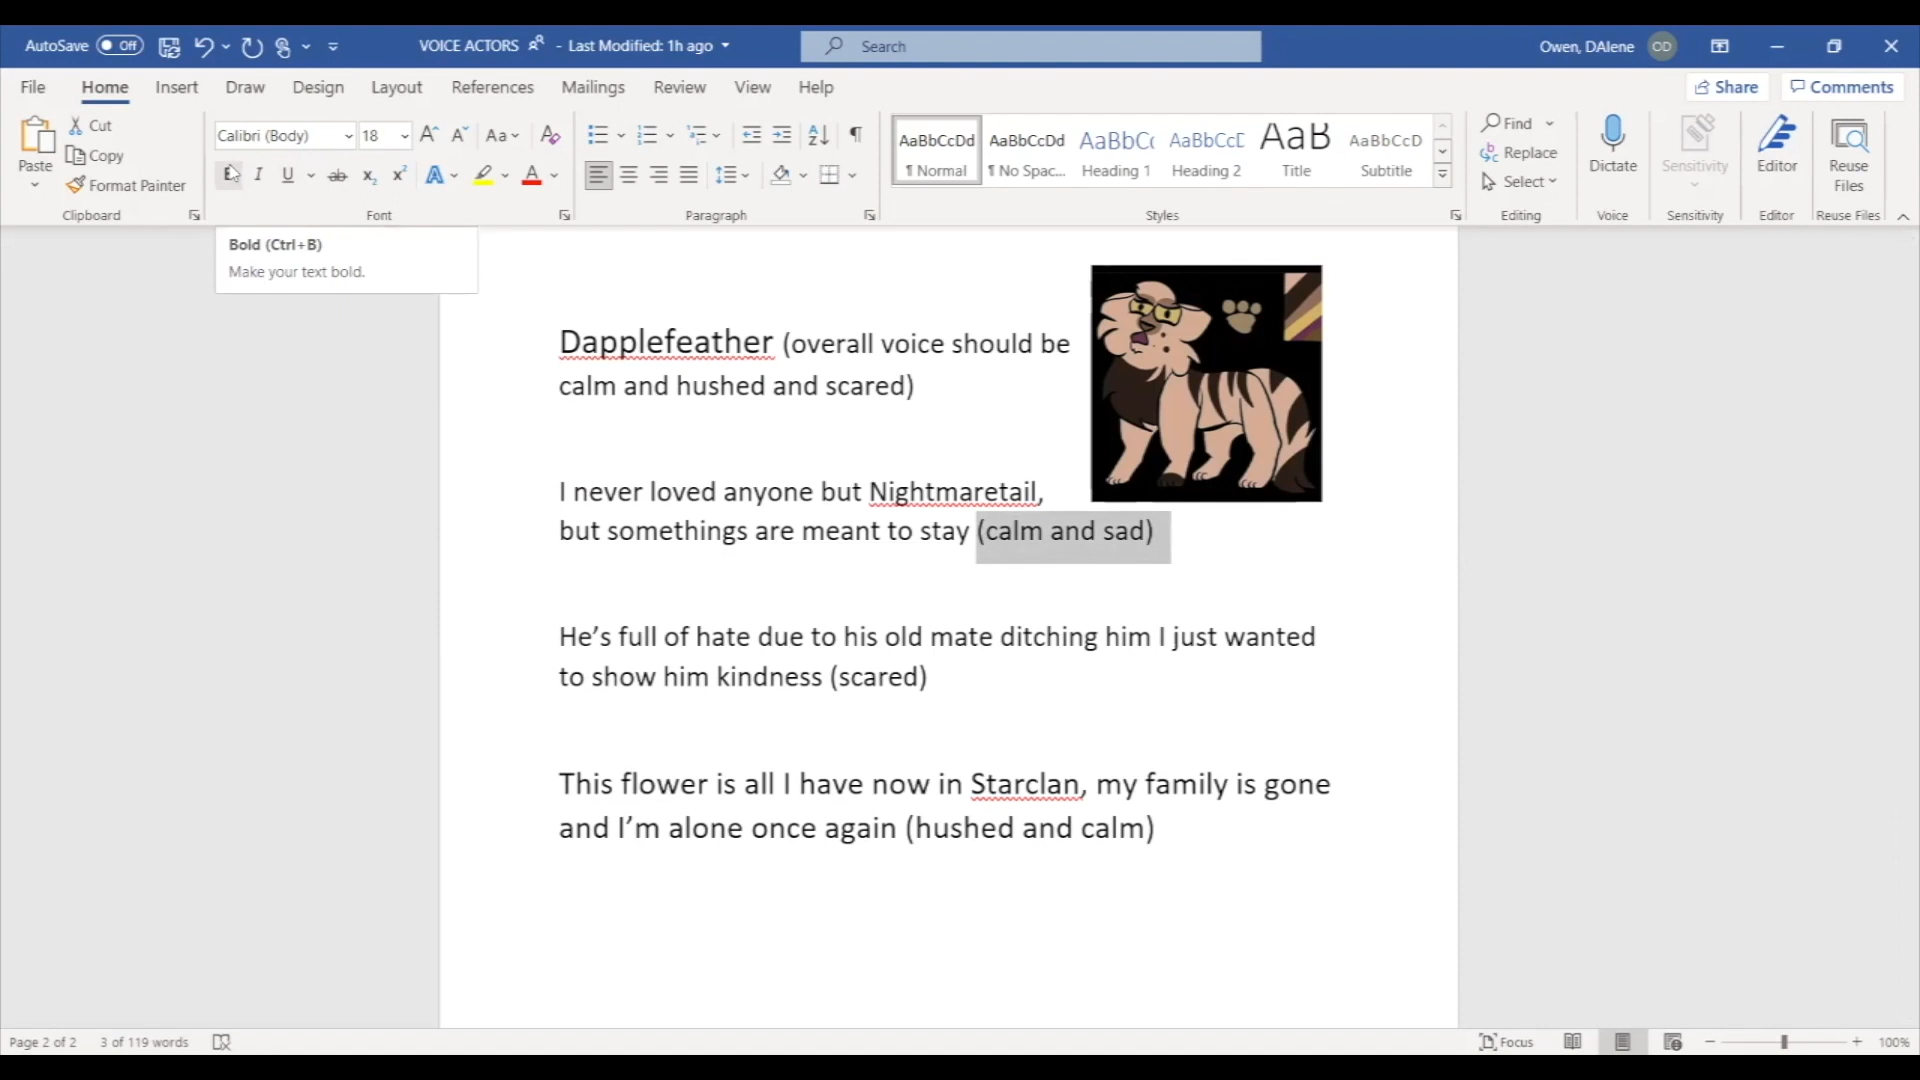 AutoSave Off VOICE ACTORS - Last Modified: 1h ago Search Owen, DAlene OD
File Home Insert Draw Design Layout References Mailings Review View Help Share Comments
Paste Cut Copy Format Painter Clipboard
Calibri (Body) 18 Aa I U ab x₂ x² A A Font
Paragraph
AaBbCcDd AaBbCcDd AaBbCc AaBbCcD AaB AaBbCcD
¶ Normal ¶ No Spac... Heading 1 Heading 2 Title Subtitle
Styles
Find Replace Select Editing
Dictate Voice
Sensitivity Sensitivity
Editor Editor
Reuse Files Reuse Files
Bold (Ctrl+B)
Make your text bold.
Dapplefeather (overall voice should be
calm and hushed and scared)
I never loved anyone but Nightmaretail,
but somethings are meant to stay (calm and sad)
He’s full of hate due to his old mate ditching him I just wanted
to show him kindness (scared)
This flower is all I have now in Starclan, my family is gone
and I’m alone once again (hushed and calm)
Page 2 of 2 3 of 119 words Focus 100%